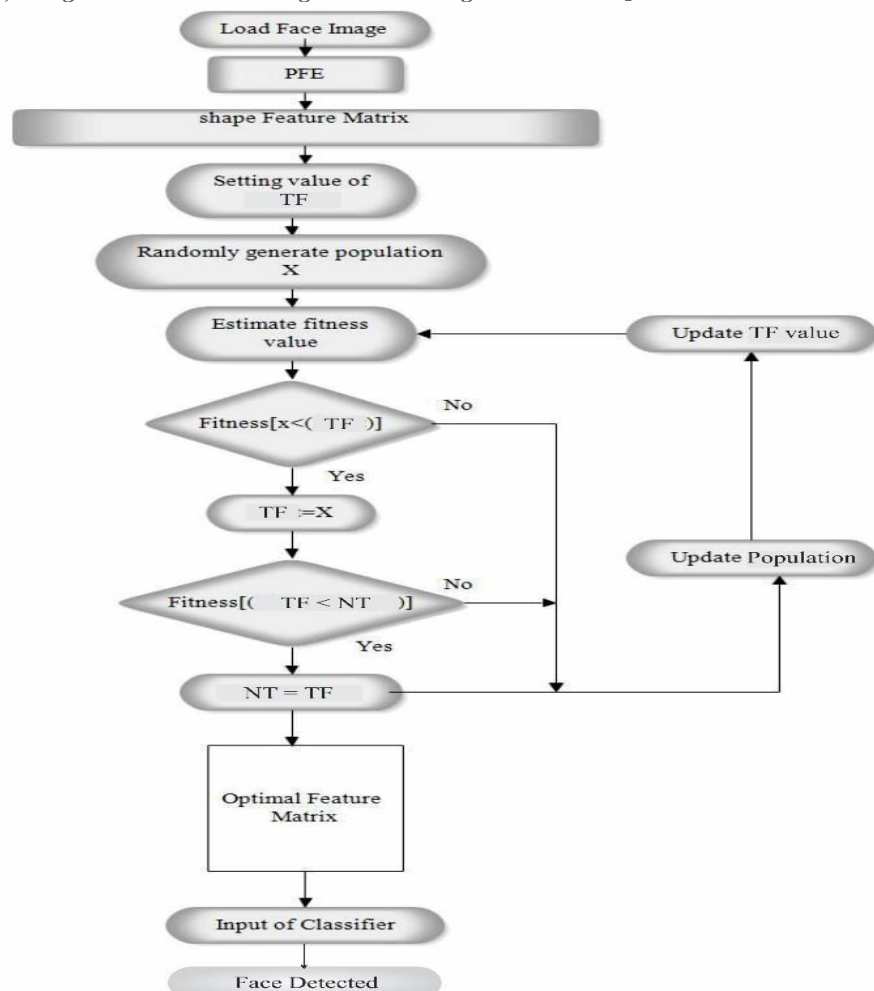 Load Face Image
PFE
shape Feature Matrix
Setting value of
TF
Randomly generate population
X
Estimate fitness
value
Update TF value
Fitness[x<( TF )]
No
Yes
TF :=X
Update Population
Fitness[( TF < NT )]
No
Yes
NT = TF
Optimal Feature
Matrix
Input of Classifier
Face Detected